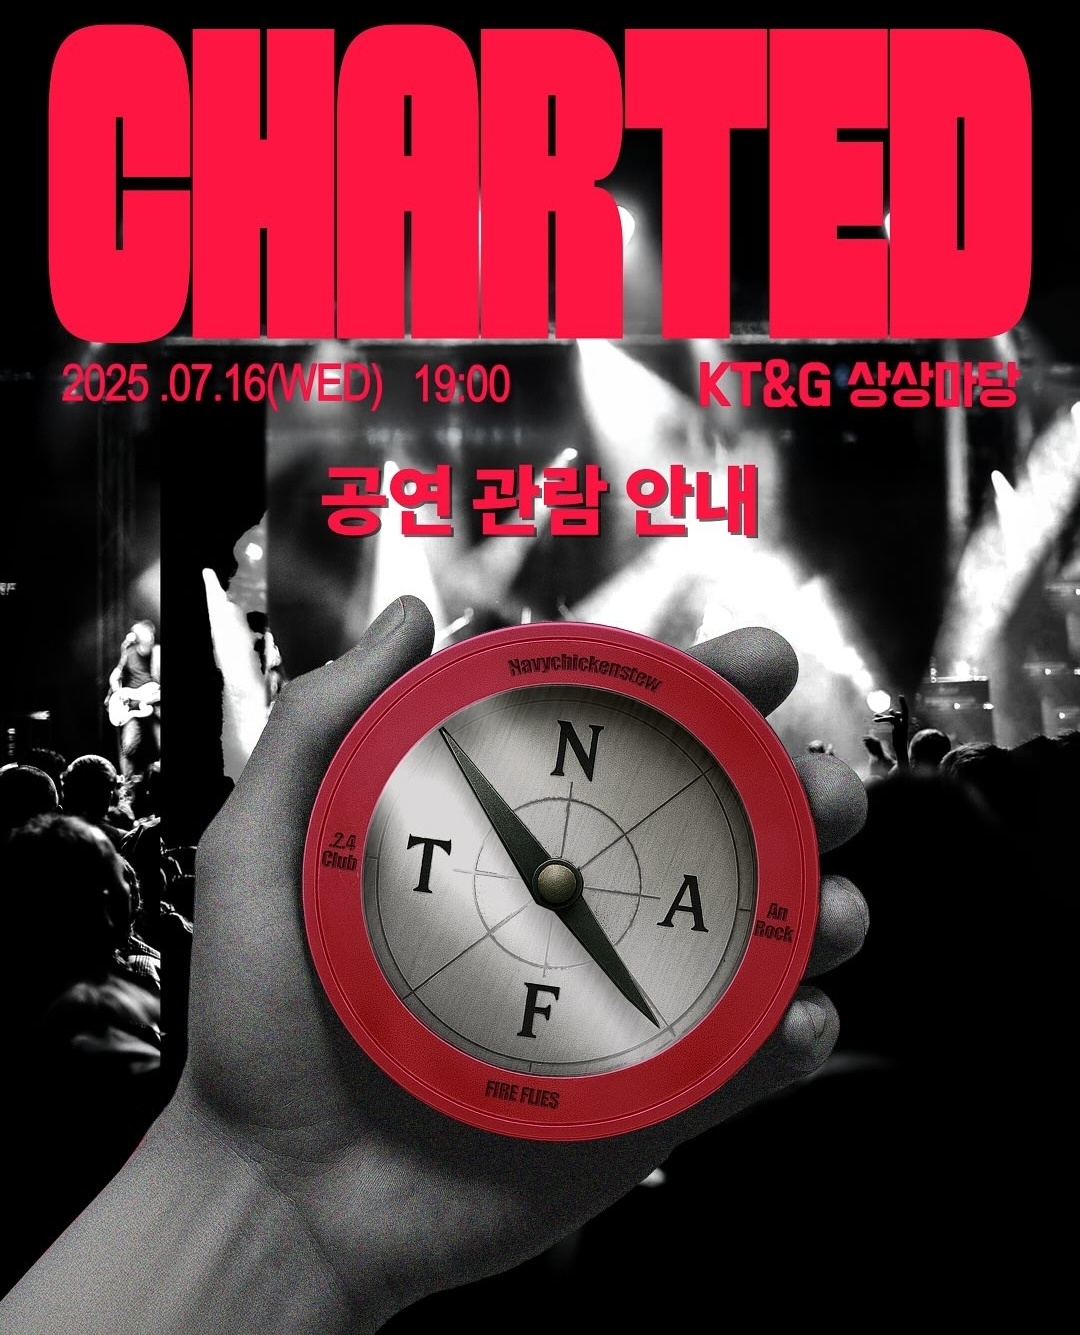 CHARTED
2025 .07.16(WED) 19:00
KT&G 상상마당
공연 관람 안내
Navychickenstew
N
.2.4
Club
T
A
An
Rock
F
FIRE FLIES